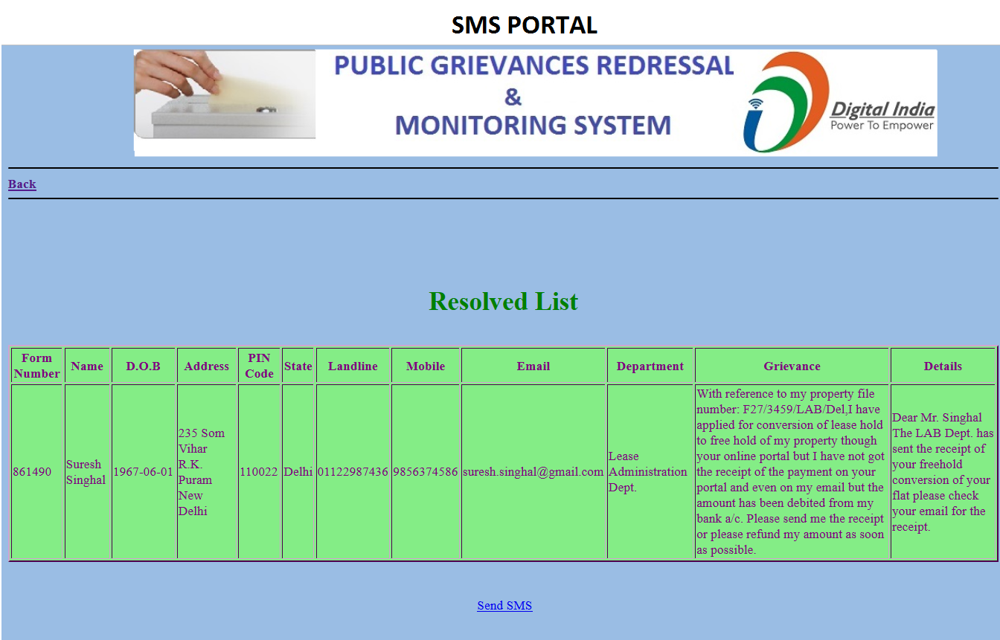 SMS PORTAL
PUBLIC GRIEVANCES REDRESSAL
&
MONITORING SYSTEM
Digital India
Power To Empower
Back
Resolved List
Form
Number
Name
D.O.B
Address
PIN
Code
State
Landline
Mobile
Email
Department
Grievance
Details
861490
Suresh
Singhal
1967-06-01
235 Som
Vihar
R.K.
Puram
New
Delhi
110022
Delhi
01122987436
9856374586
suresh.singhal@gmail.com
Lease
Administration
Dept.
With reference to my property file
number: F27/3459/LAB/Del,I have
applied for conversion of lease hold
to free hold of my property though
your online portal but I have not got
the receipt of the payment on your
portal and even on my email but the
amount has been debited from my
bank a/c. Please send me the receipt
or please refund my amount as soon
as possible.
Dear Mr. Singhal
The LAB Dept. has
sent the receipt of
your freehold
conversion of your
flat please check
your email for the
receipt.
Send SMS